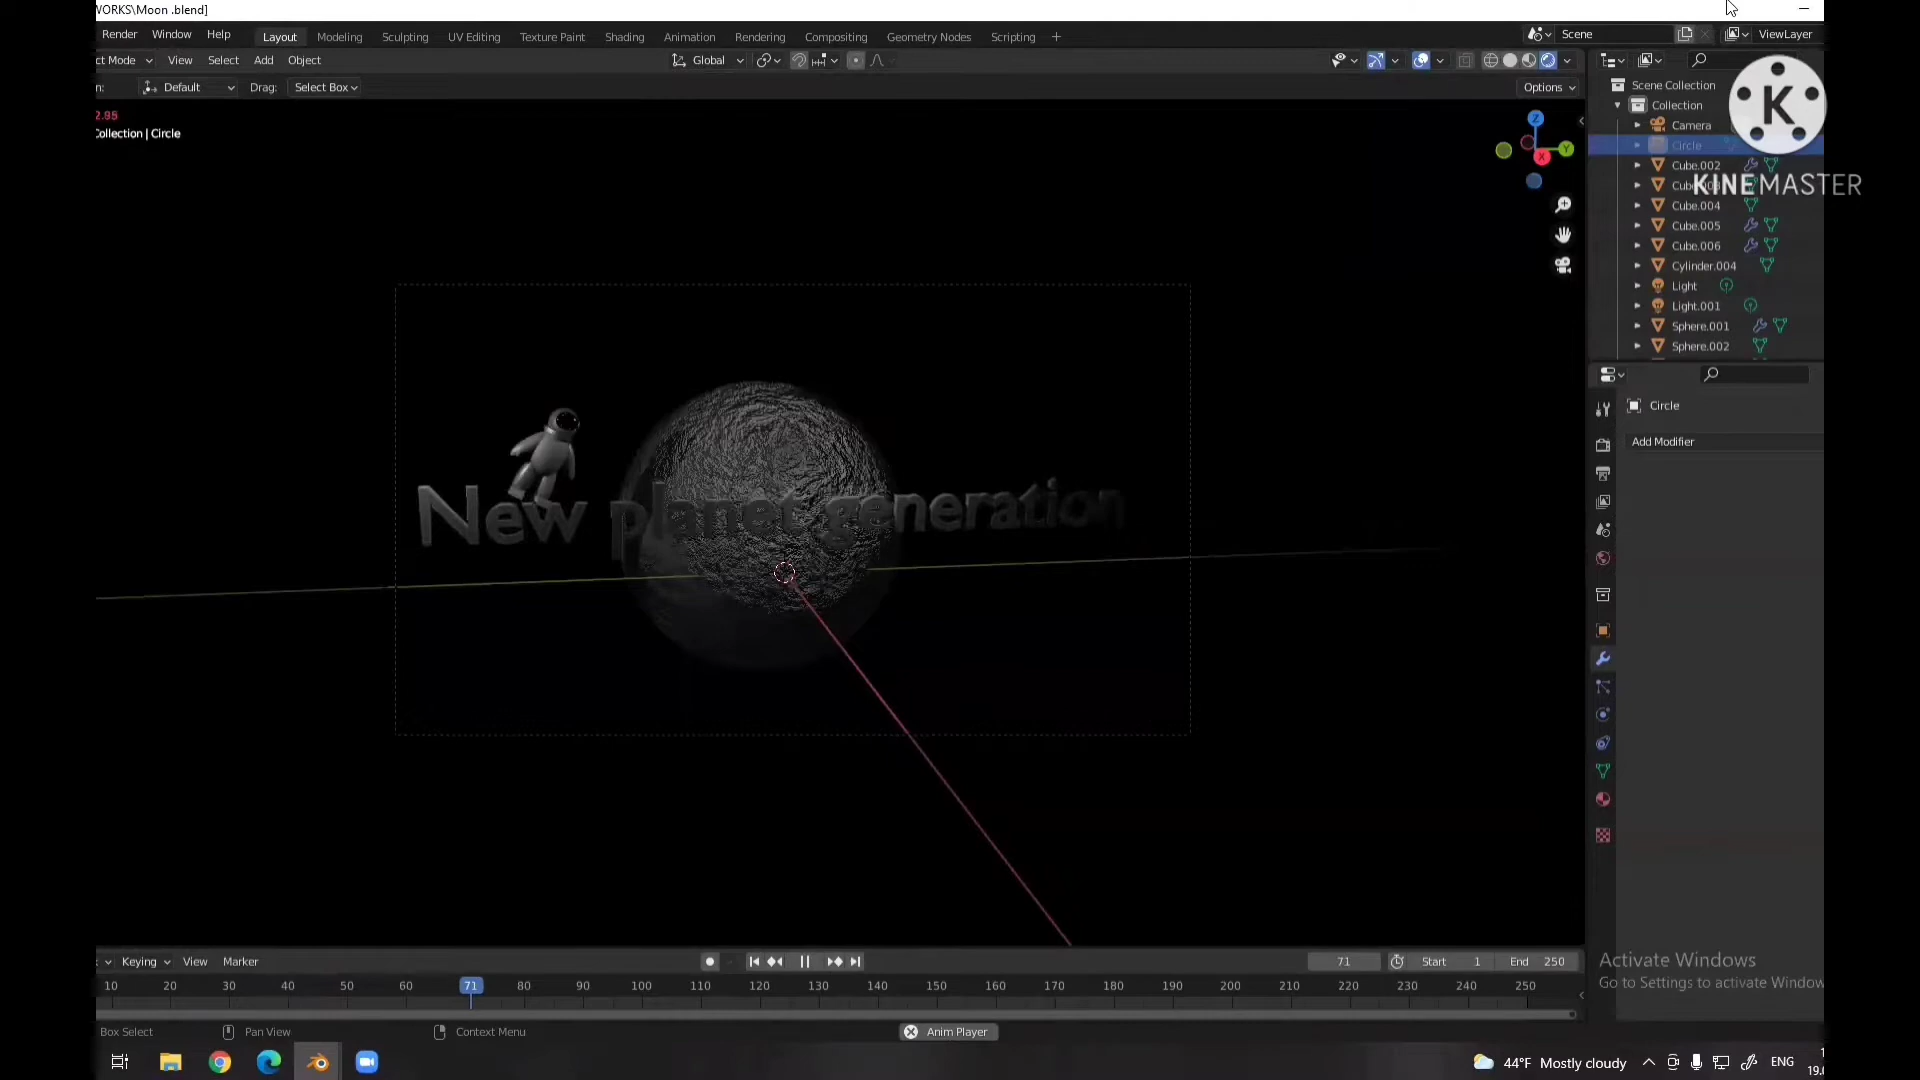 WORKS\Moon .blend]
Render Window Help Layout Modeling Sculpting UV Editing Texture Paint Shading Animation Rendering Compositing Geometry Nodes Scripting + Scene ViewLayer
ct Mode View Select Add Object Global
Default Drag: Select Box Options
2.95
Collection | Circle
Z
Y
X
Scene Collection
Collection
Camera
Circle
Cube.002
Cube.004
Cube.005
Cube.006
Cylinder.004
Light
Light.001
Sphere.001
Sphere.002
K
KINEMASTER
Circle
Add Modifier
New planet generation
Keying View Marker 71 Start 1 End 250
10 20 30 40 50 60 71 80 90 100 110 120 130 140 150 160 170 180 190 200 210 220 230 240 250
Box Select Pan View Context Menu Anim Player
Activate Windows
Go to Settings to activate Window
44°F Mostly cloudy ENG